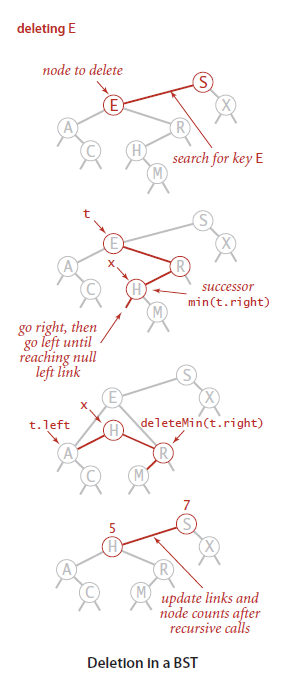 deleting E
node to delete
S
E
X
A
R
C
H
search for key E
M
t
S
E
X
x
A
R
C
H
successor
min(t.right)
M
go right, then
go left until
reaching null
left link
S
E
X
x
t.left
H
deleteMin(t.right)
A
R
C
M
7
5
S
H
X
A
R
C
M
update links and
node counts after
recursive calls
Deletion in a BST